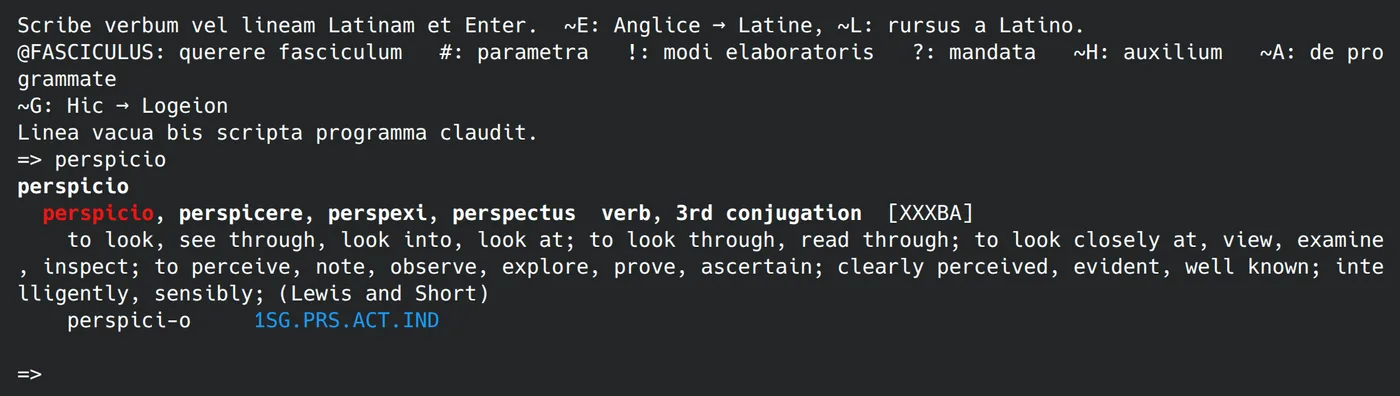 Scribe verbum vel lineam Latinam et Enter.  ~E: Anglice → Latine, ~L: rursus a Latino.
@FASCICULUS: querere fasciculum   #: parametra   !: modi elaboratoris   ?: mandata   ~H: auxilium   ~A: de pro
grammate
~G: Hic → Logeion
Linea vacua bis scripta programma claudit.
=> perspicio
perspicio
  perspicio, perspicere, perspexi, perspectus  verb, 3rd conjugation  [XXXBA]
    to look, see through, look into, look at; to look through, read through; to look closely at, view, examine
, inspect; to perceive, note, observe, explore, prove, ascertain; clearly perceived, evident, well known; inte
lligently, sensibly; (Lewis and Short)
    perspici-o     1SG.PRS.ACT.IND
=>